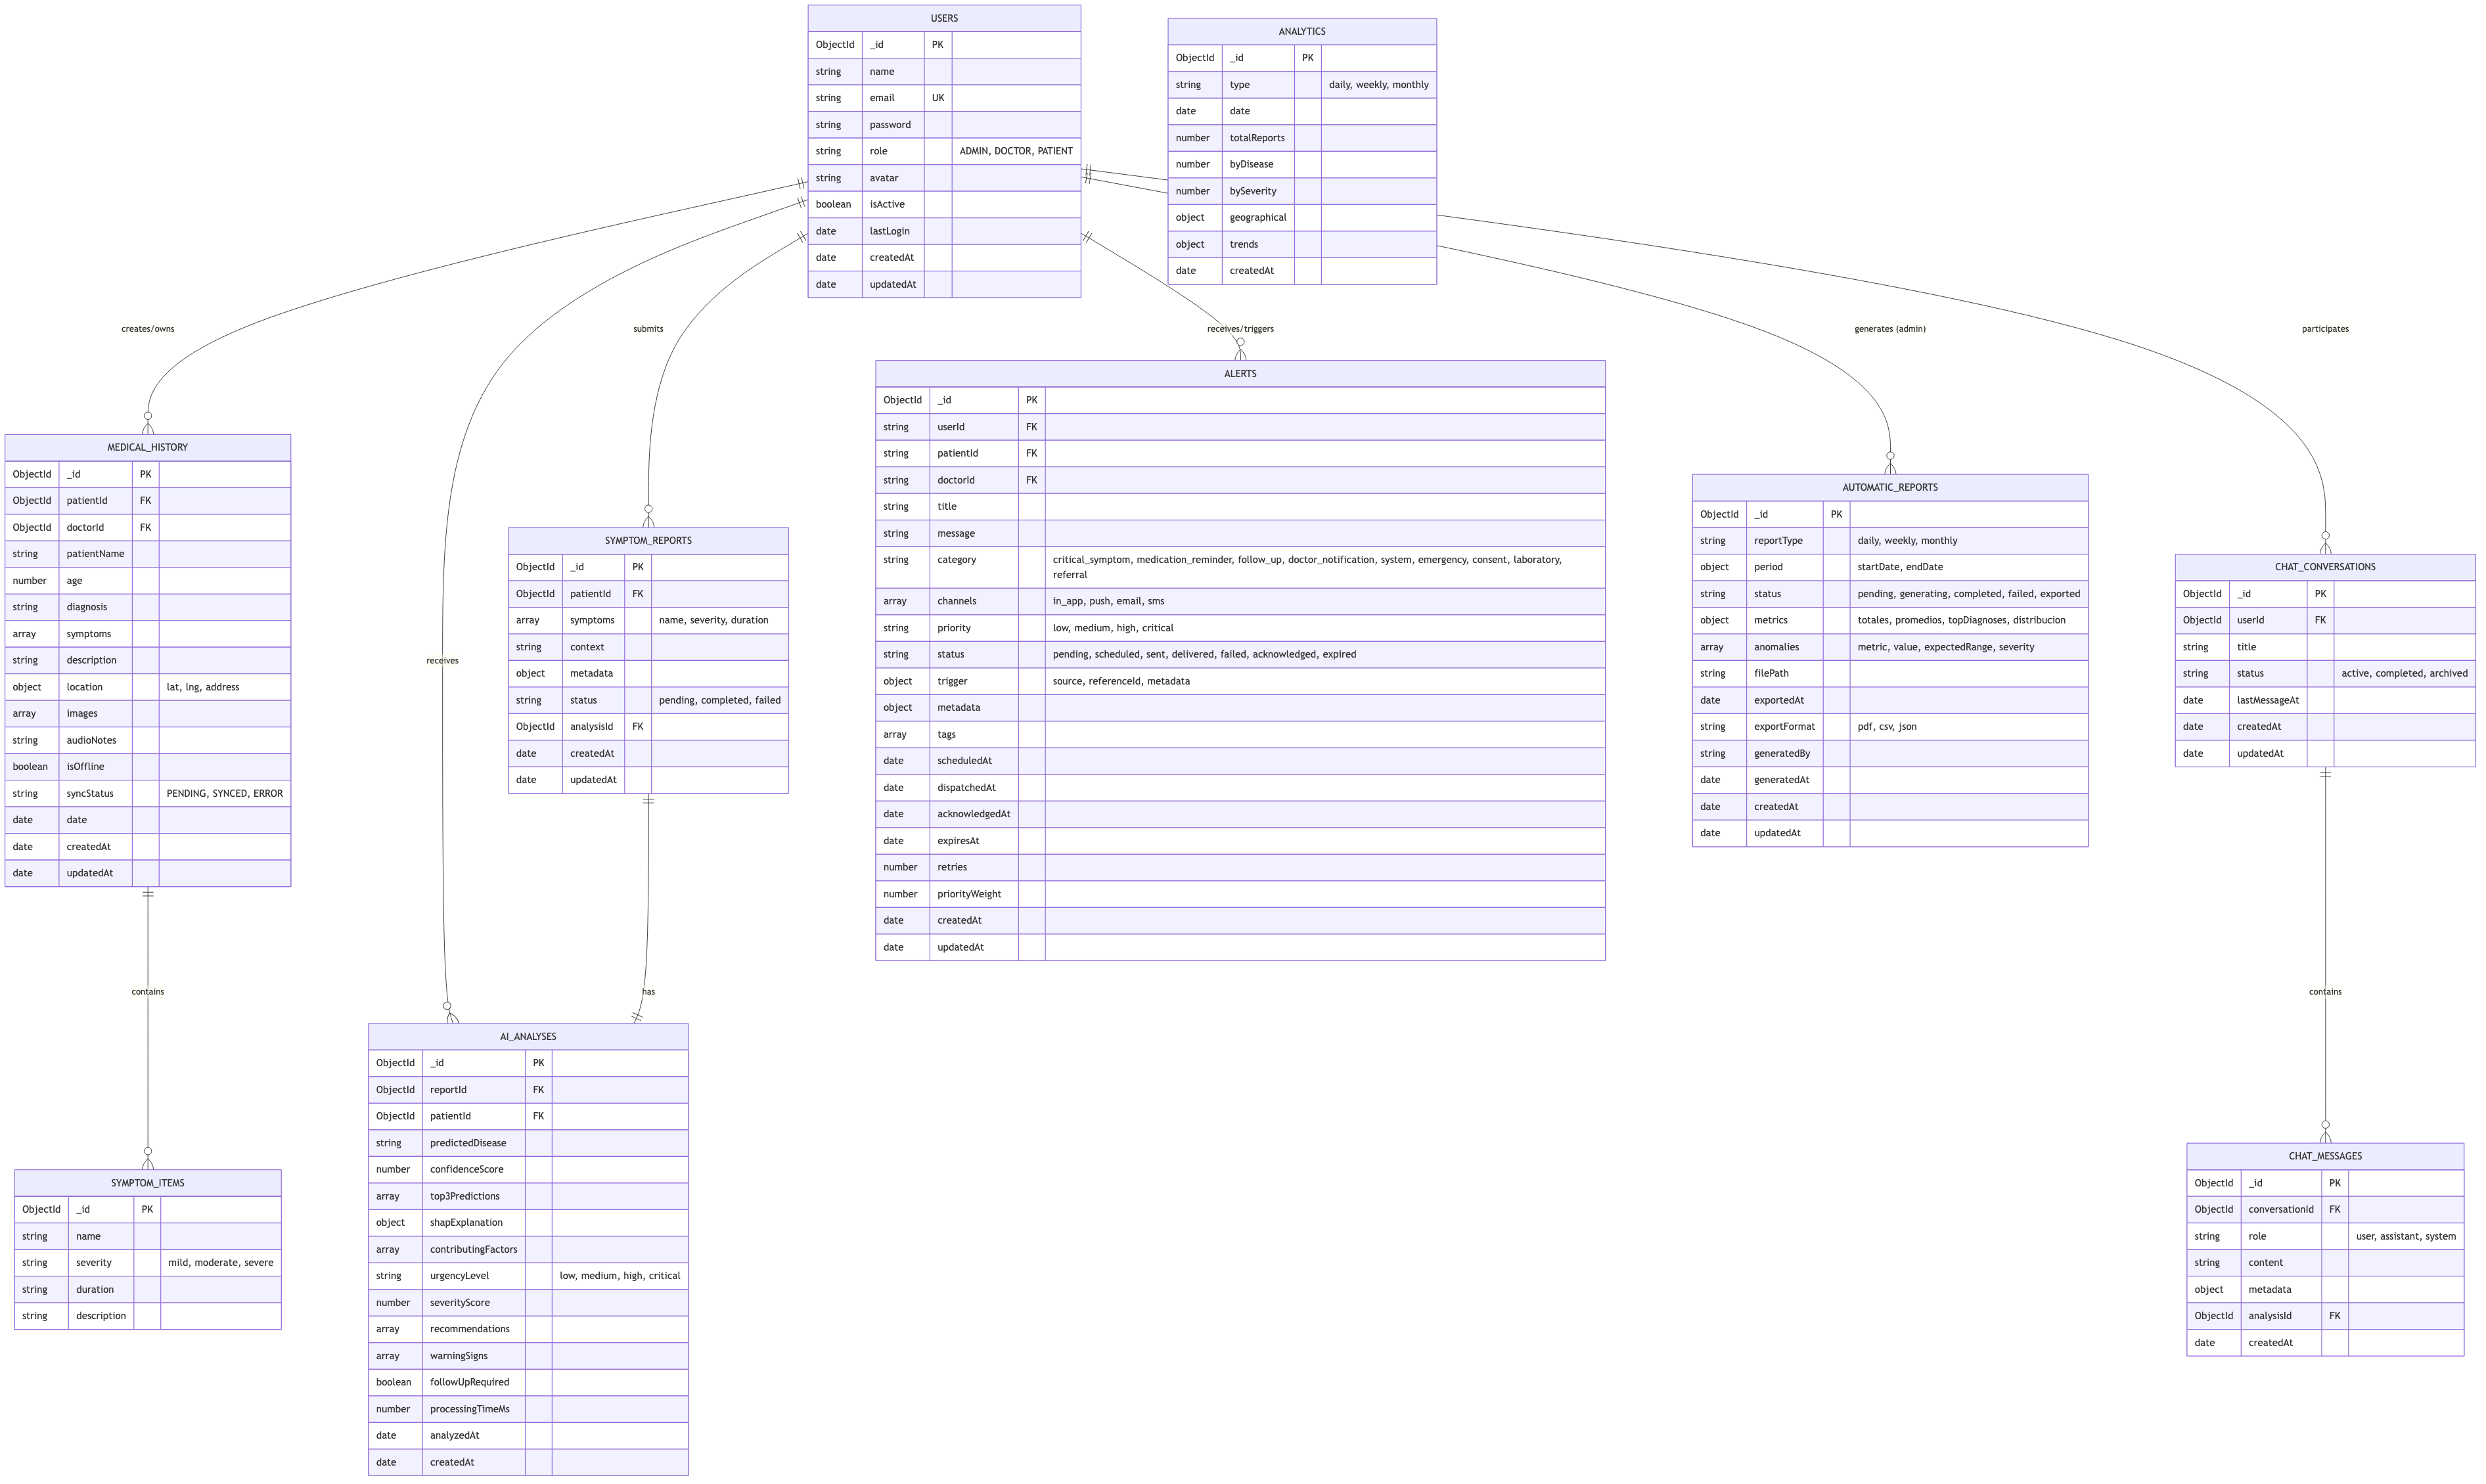 USERS
ObjectId _id PK
string name
string email UK
string password
string role ADMIN, DOCTOR, PATIENT
string avatar
boolean isActive
date lastLogin
date createdAt
date updatedAt
ANALYTICS
ObjectId _id PK
string type daily, weekly, monthly
date date
number totalReports
number byDisease
number bySeverity
object geographical
object trends
date createdAt
creates/owns
submits
receives/triggers
generates (admin)
participates
receives
MEDICAL_HISTORY
ObjectId _id PK
ObjectId patientId FK
ObjectId doctorId FK
string patientName
number age
string diagnosis
array symptoms
string description
object location lat, lng, address
array images
string audioNotes
boolean isOffline
string syncStatus PENDING, SYNCED, ERROR
date date
date createdAt
date updatedAt
SYMPTOM_REPORTS
ObjectId _id PK
ObjectId patientId FK
array symptoms name, severity, duration
string context
object metadata
string status pending, completed, failed
ObjectId analysisId FK
date createdAt
date updatedAt
ALERTS
ObjectId _id PK
string userId FK
string patientId FK
string doctorId FK
string title
string message
string category critical_symptom, medication_reminder, follow_up, doctor_notification, system, emergency, consent, laboratory,
referral
array channels in_app, push, email, sms
string priority low, medium, high, critical
string status pending, scheduled, sent, delivered, failed, acknowledged, expired
object trigger source, referenceId, metadata
object metadata
array tags
date scheduledAt
date dispatchedAt
date acknowledgedAt
date expiresAt
number retries
number priorityWeight
date createdAt
date updatedAt
AUTOMATIC_REPORTS
ObjectId _id PK
string reportType daily, weekly, monthly
object period startDate, endDate
string status pending, generating, completed, failed, exported
object metrics totales, promedios, topDiagnoses, distribucion
array anomalies metric, value, expectedRange, severity
string filePath
date exportedAt
string exportFormat pdf, csv, json
string generatedBy
date generatedAt
date createdAt
date updatedAt
CHAT_CONVERSATIONS
ObjectId _id PK
ObjectId userId FK
string title
string status active, completed, archived
date lastMessageAt
date createdAt
date updatedAt
contains
has
contains
SYMPTOM_ITEMS
ObjectId _id PK
string name
string severity mild, moderate, severe
string duration
string description
AI_ANALYSES
ObjectId _id PK
ObjectId reportId FK
ObjectId patientId FK
string predictedDisease
number confidenceScore
array top3Predictions
object shapExplanation
array contributingFactors
string urgencyLevel low, medium, high, critical
number severityScore
array recommendations
array warningSigns
boolean followUpRequired
number processingTimeMs
date analyzedAt
date createdAt
CHAT_MESSAGES
ObjectId _id PK
ObjectId conversationId FK
string role user, assistant, system
string content
object metadata
ObjectId analysisId FK
date createdAt